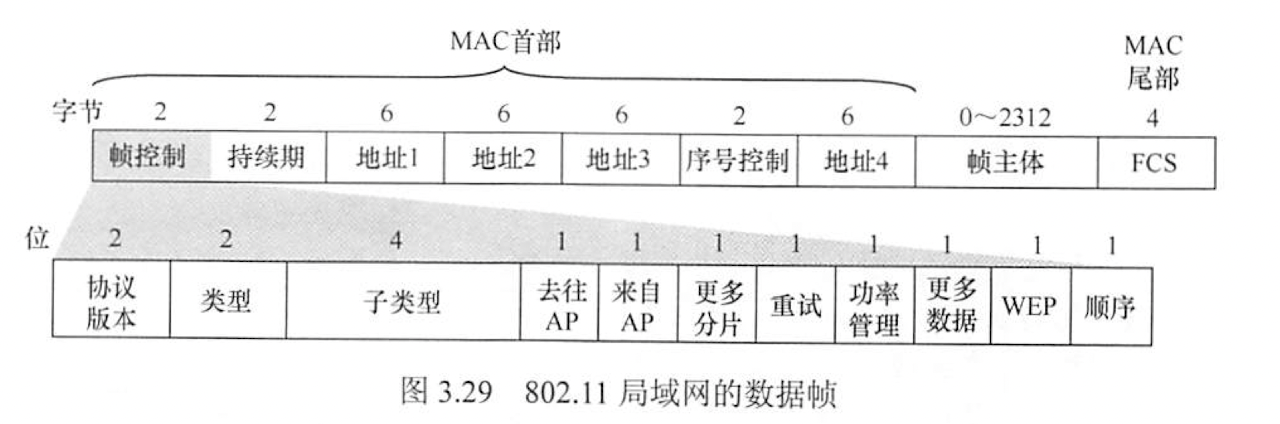 MAC首部
MAC
尾部
字节 2 2 6 6 6 2 6 0～2312 4
帧控制 持续期 地址1 地址2 地址3 序号控制 地址4 帧主体 FCS
位 2 2 4 1 1 1 1 1 1 1 1
协议
版本
类型
子类型
去往
AP
来自
AP
更多
分片
重试
功率
管理
更多
数据
WEP
顺序
图 3.29 802.11 局域网的数据帧